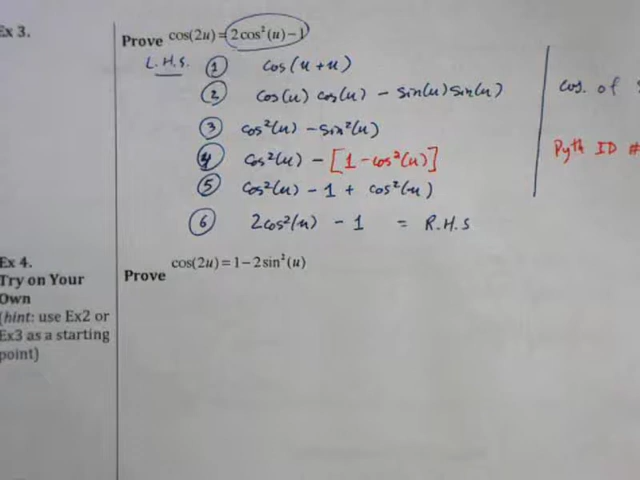 Ex 3.
Prove cos(2u) = 2cos²(u) − 1
L.H.S. ① cos(u + u)
② cos(u) cos(u) − sin(u) sin(u)
cos. of
③ cos²(u) − sin²(u)
④ cos²(u) − [1 − cos²(u)]
Pyth ID #
⑤ cos²(u) − 1 + cos²(u)
⑥ 2cos²(u) − 1 = R.H.S
Ex 4.
Try on Your
Own
(hint: use Ex2 or
Ex3 as a starting
point)
Prove cos(2u) = 1 − 2sin²(u)